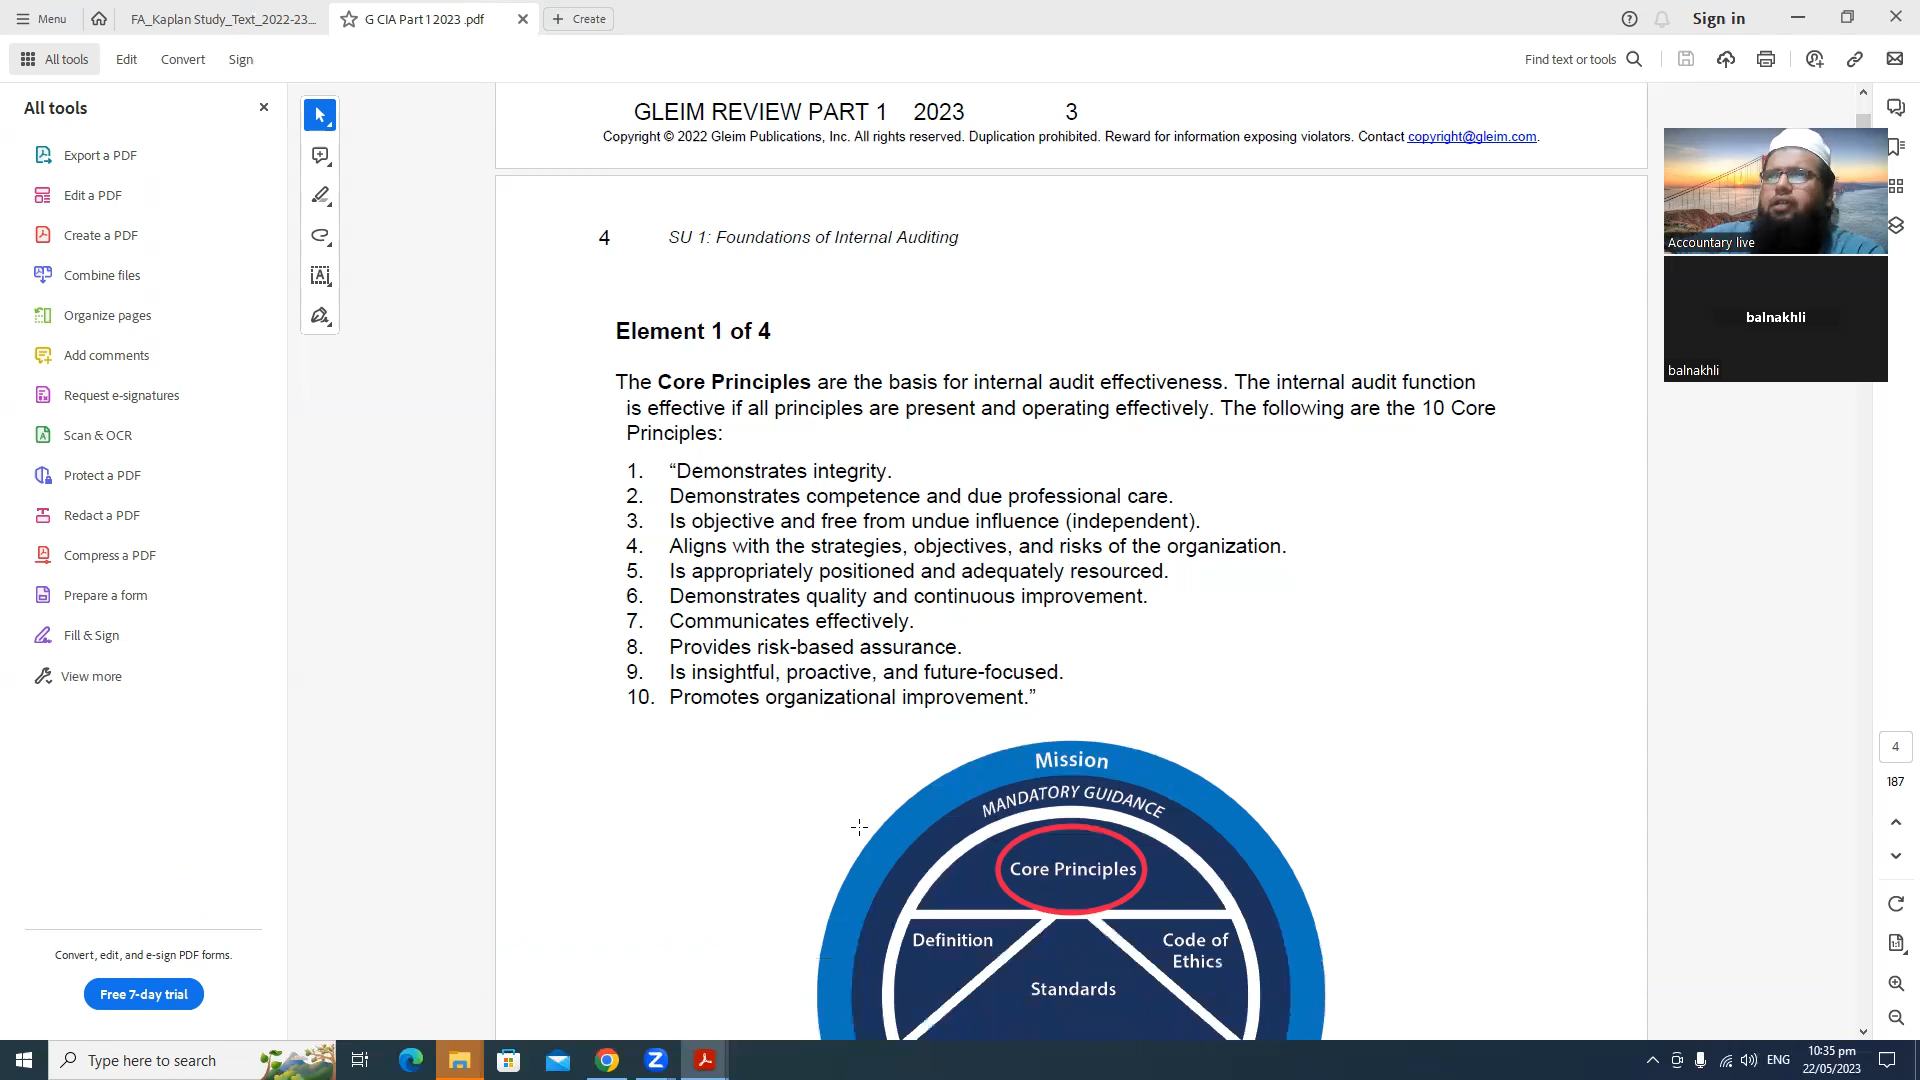 Menu
FA_Kaplan Study_Text_2022-23...
G CIA Part 1 2023 .pdf
Create
Sign in
All tools
Edit
Convert
Sign
Find text or tools
All tools
Export a PDF
Edit a PDF
Create a PDF
Combine files
Organize pages
Add comments
Request e-signatures
Scan & OCR
Protect a PDF
Redact a PDF
Compress a PDF
Prepare a form
Fill & Sign
View more
Convert, edit, and e-sign PDF forms.
Free 7-day trial
GLEIM REVIEW PART 1 2023 3
Copyright © 2022 Gleim Publications, Inc. All rights reserved. Duplication prohibited. Reward for information exposing violators. Contact copyright@gleim.com.
4 SU 1: Foundations of Internal Auditing
Element 1 of 4
The Core Principles are the basis for internal audit effectiveness. The internal audit function
is effective if all principles are present and operating effectively. The following are the 10 Core
Principles:
1. “Demonstrates integrity.
2. Demonstrates competence and due professional care.
3. Is objective and free from undue influence (independent).
4. Aligns with the strategies, objectives, and risks of the organization.
5. Is appropriately positioned and adequately resourced.
6. Demonstrates quality and continuous improvement.
7. Communicates effectively.
8. Provides risk-based assurance.
9. Is insightful, proactive, and future-focused.
10. Promotes organizational improvement.”
Mission
MANDATORY GUIDANCE
Core Principles
Definition
Code of
Ethics
Standards
Accountary live
balnakhli
balnakhli
4
187
Type here to search
ENG
10:35 pm
22/05/2023